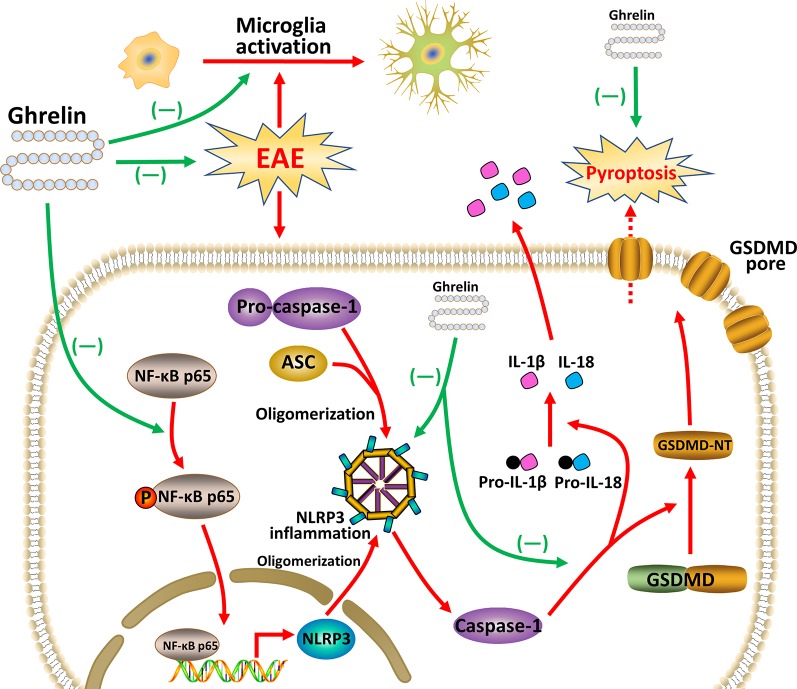 Microglia
activation
Ghrelin
(—)
Ghrelin
(—)
(—)
EAE
Pyroptosis
GSDMD
pore
Pro-caspase-1
Ghrelin
ASC
(—)
NF-κB p65
(—)
IL-1β IL-18
Oligomerization
GSDMD-NT
P NF-κB p65
Pro-IL-1β Pro-IL-18
NLRP3
inflammation
Oligomerization
(—)
GSDMD
NF-κB p65
NLRP3
Caspase-1